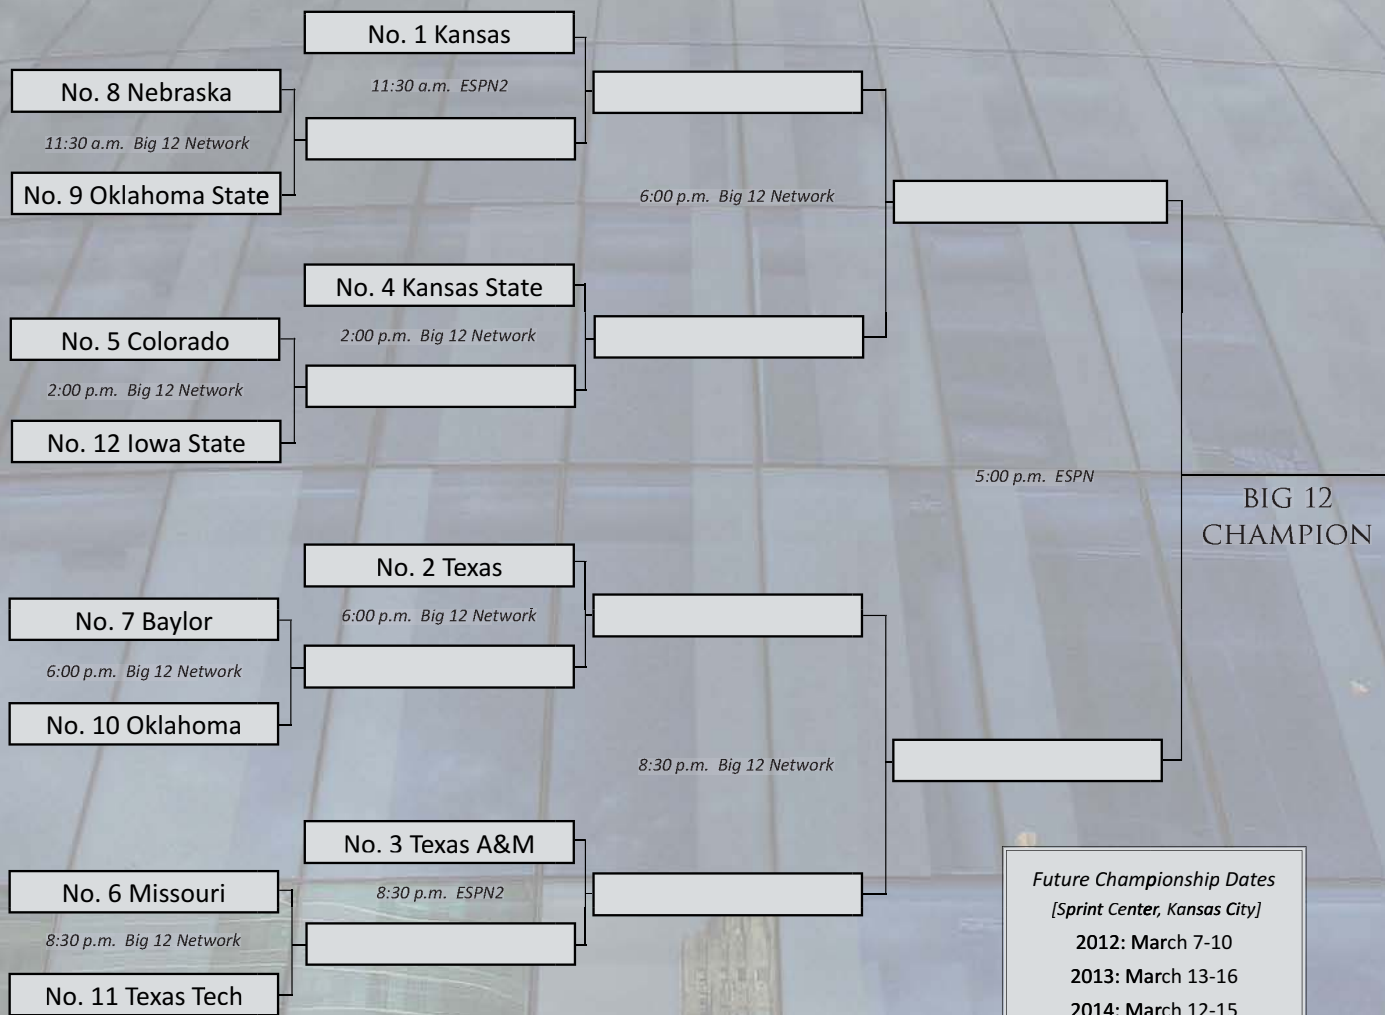 No. 1 Kansas
11:30 a.m. ESPN2
No. 8 Nebraska
11:30 a.m. Big 12 Network
No. 9 Oklahoma State
6:00 p.m. Big 12 Network
No. 4 Kansas State
2:00 p.m. Big 12 Network
No. 5 Colorado
2:00 p.m. Big 12 Network
No. 12 Iowa State
5:00 p.m. ESPN
BIG 12
CHAMPION
No. 2 Texas
6:00 p.m. Big 12 Network
No. 7 Baylor
6:00 p.m. Big 12 Network
No. 10 Oklahoma
8:30 p.m. Big 12 Network
No. 3 Texas A&M
8:30 p.m. ESPN2
No. 6 Missouri
8:30 p.m. Big 12 Network
No. 11 Texas Tech
Future Championship Dates
[Sprint Center, Kansas City]
2012: March 7-10
2013: March 13-16
2014: March 12-15